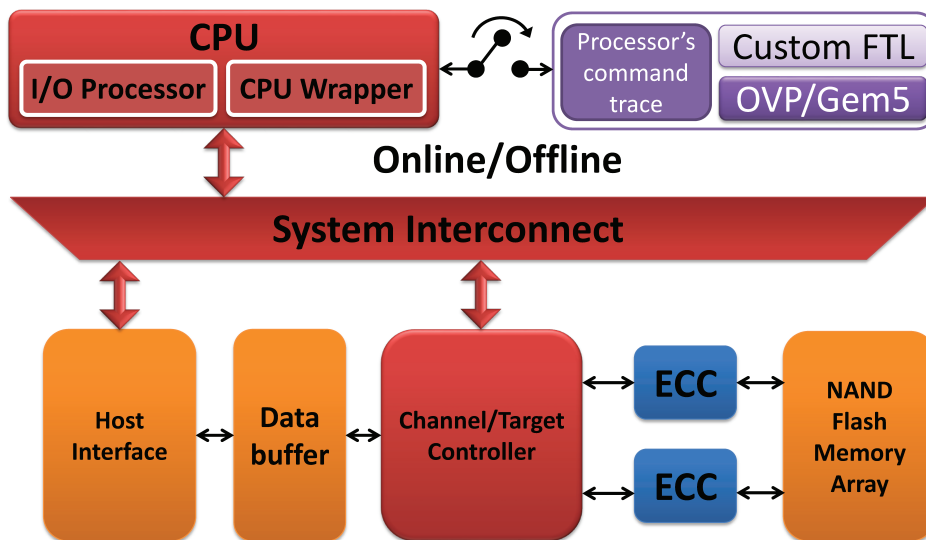 CPU
I/O Processor
CPU Wrapper
Processor's
command
trace
Custom FTL
OVP/Gem5
Online/Offline
System Interconnect
Host
Interface
Data
buffer
Channel/Target
Controller
ECC
ECC
NAND
Flash
Memory
Array